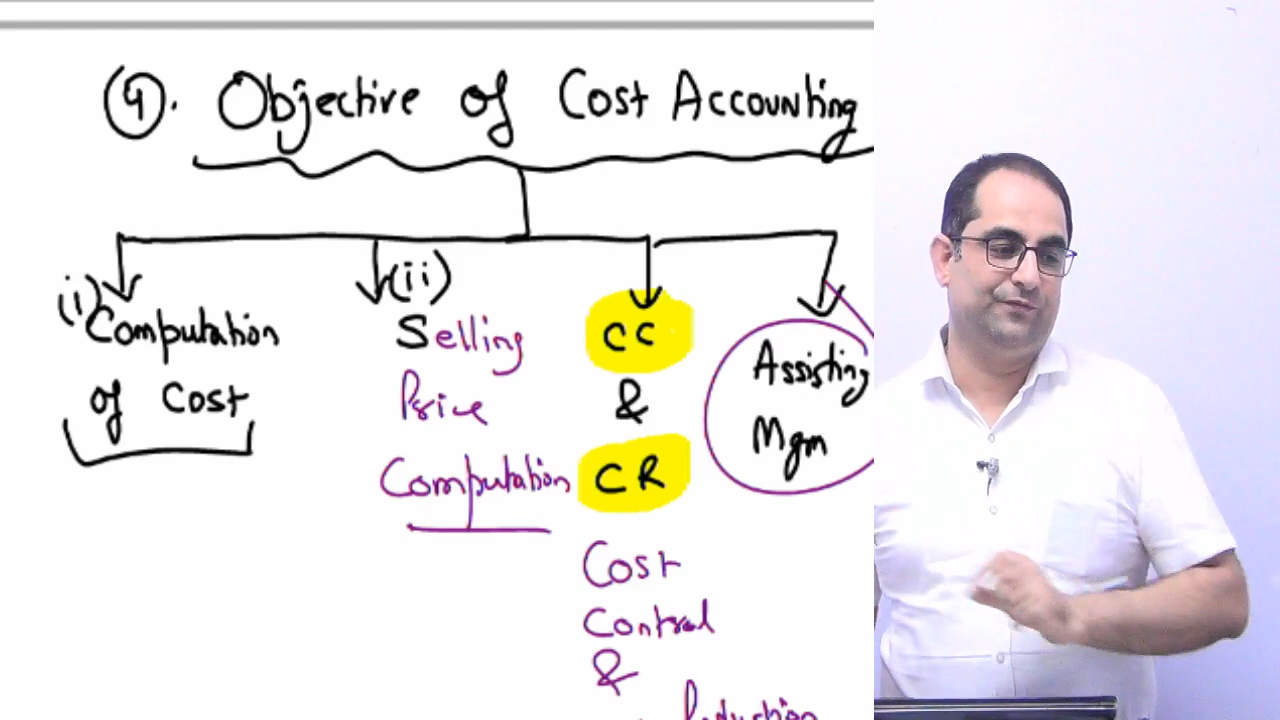 4. Objective of Cost Accounting
(i) Computation
of Cost
(ii)
Selling
Price
Computation
CC
&
CR
Cost
Control
&
Assisting
Mgm